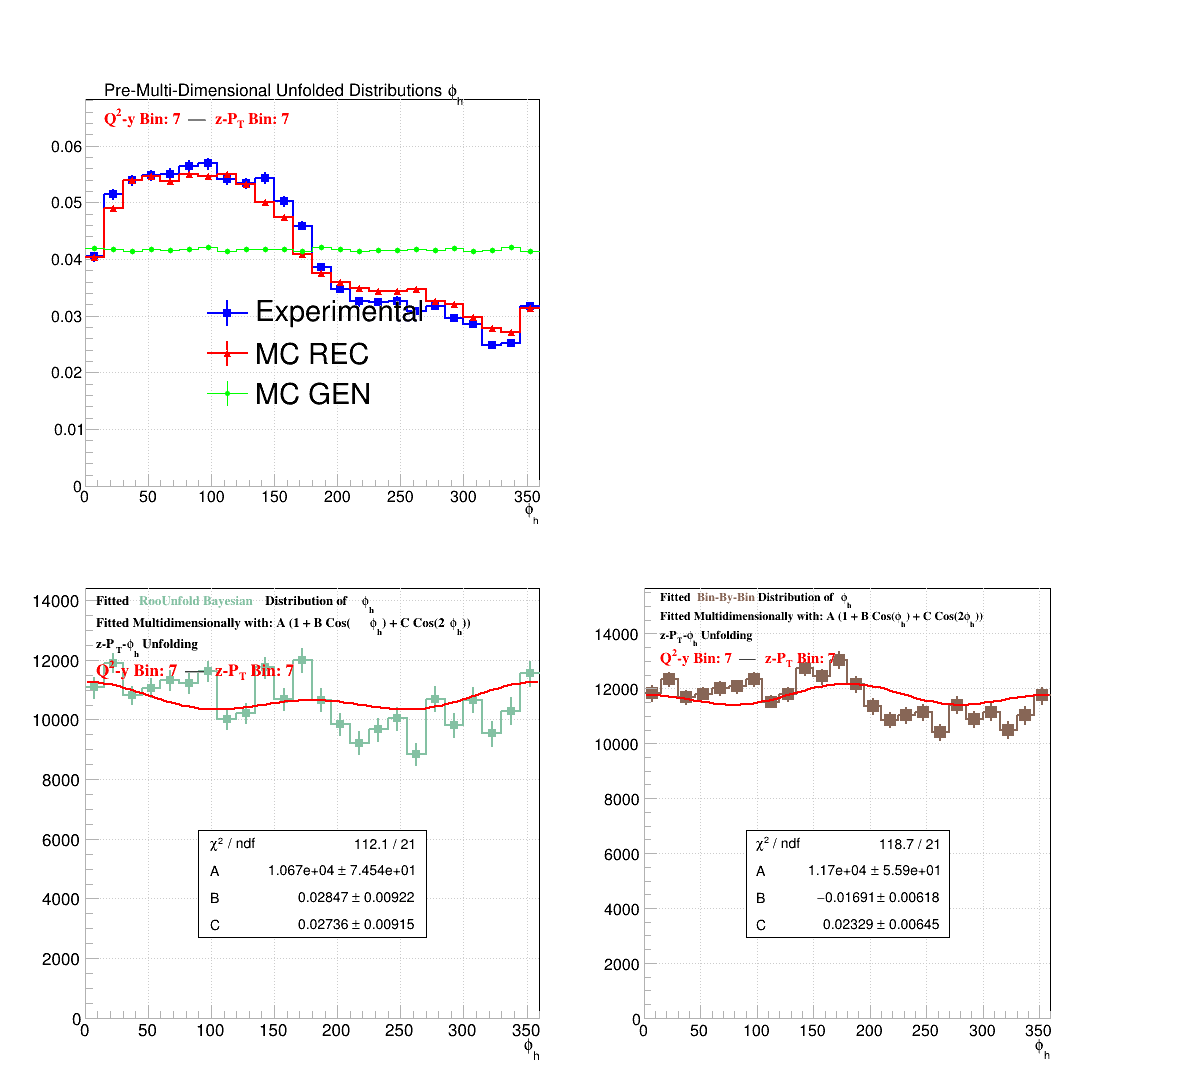 Pre-Multi-Dimensional Unfolded Distributions ϕh
Q²-y Bin: 7 — z-PT Bin: 7
0.06
0.05
0.04
0.03
0.02
0.01
0
Experimental
MC REC
MC GEN
0 50 100 150 200 250 300 350
ϕh
Fitted RooUnfold Bayesian Distribution of ϕh
Fitted Multidimensionally with: A (1 + B Cos( ϕh) + C Cos(2 ϕh))
z-PT-ϕh Unfolding
Q²-y Bin: 7 — z-PT Bin: 7
14000
12000
10000
8000
6000
4000
2000
0
χ² / ndf 112.1 / 21
A 1.067e+04 ± 7.454e+01
B 0.02847 ± 0.00922
C 0.02736 ± 0.00915
0 50 100 150 200 250 300 350
ϕh
Fitted Bin-By-Bin Distribution of ϕh
Fitted Multidimensionally with: A (1 + B Cos(ϕh) + C Cos(2ϕh))
z-PT-ϕh Unfolding
Q²-y Bin: 7 — z-PT Bin: 7
14000
12000
10000
8000
6000
4000
2000
0
χ² / ndf 118.7 / 21
A 1.17e+04 ± 5.59e+01
B −0.01691 ± 0.00618
C 0.02329 ± 0.00645
0 50 100 150 200 250 300 350
ϕh